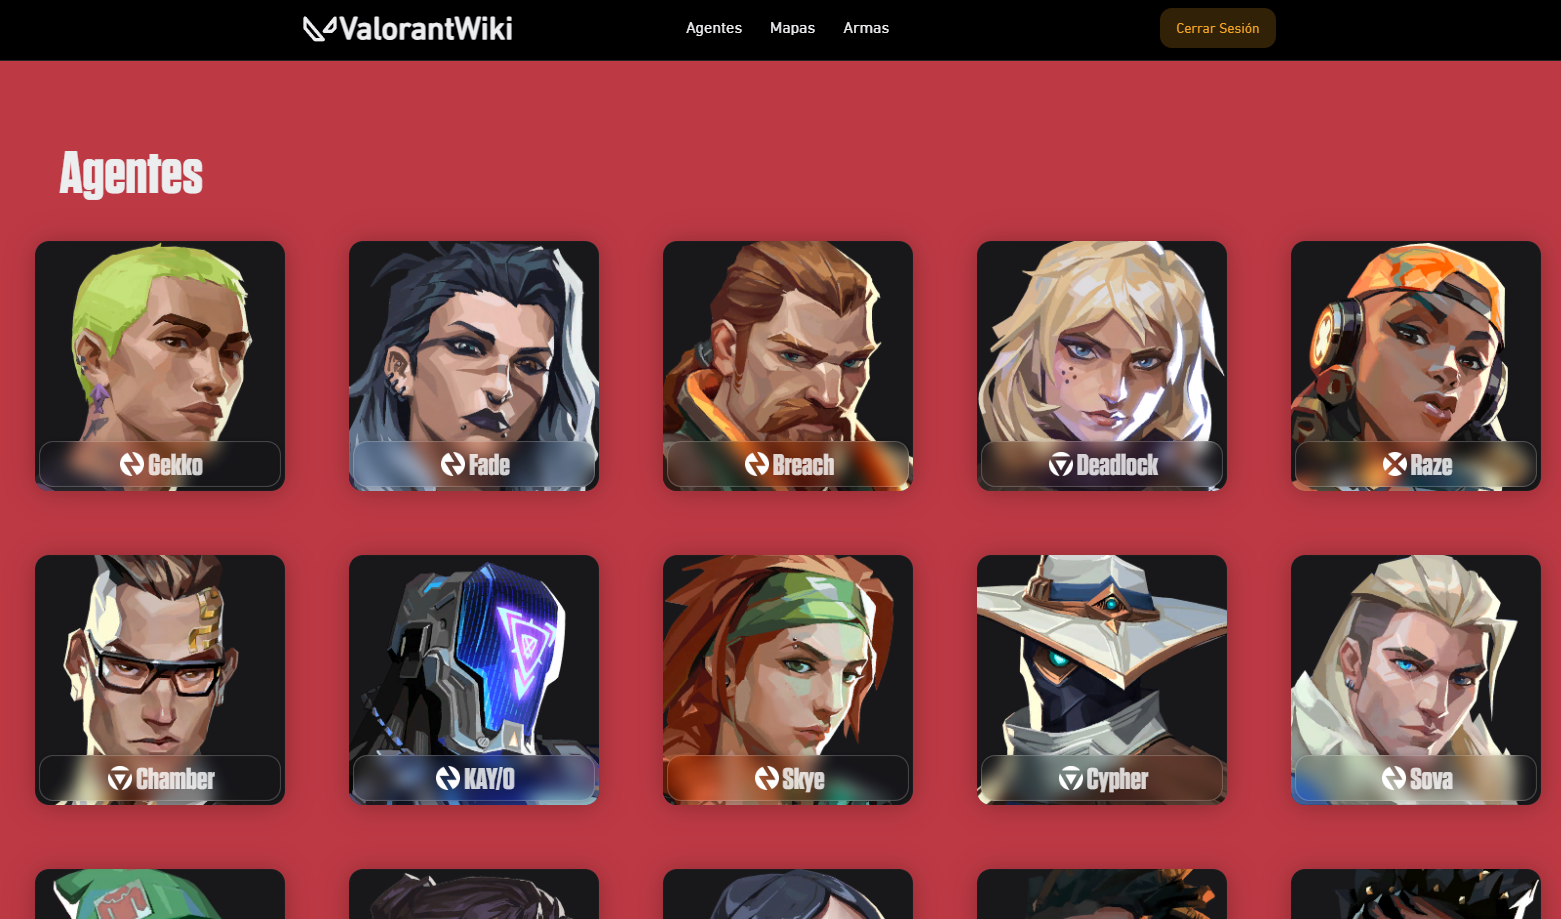 ValorantWiki
Agentes
Mapas
Armas
Cerrar Sesión
Agentes
Gekko
Fade
Breach
Deadlock
Raze
Chamber
KAY/O
Skye
Cypher
Sova